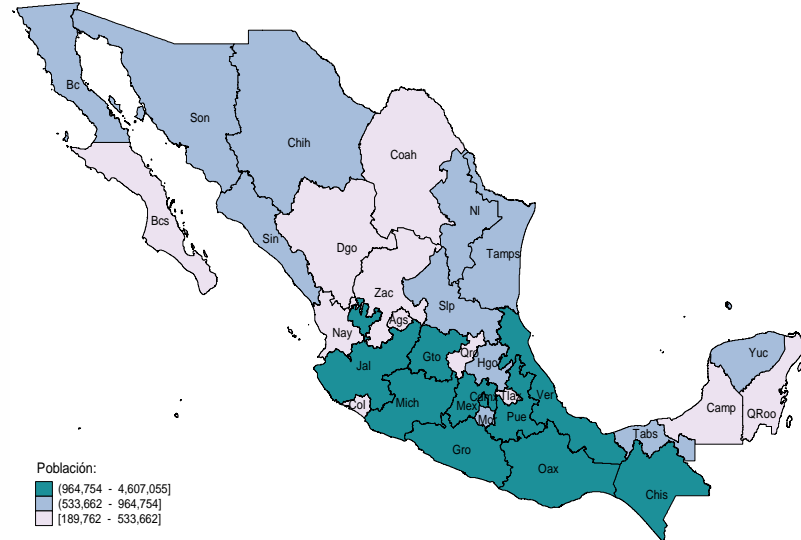 Bc
Son
Chih
Coah
Bcs
Sin
Nl
Dgo
Tamps
Zac
Slp
Ags
Nay
Qro
Yuc
Jal
Gto
Hgo
Col
Mich
Mex
Cdmx
Tla
Ver
Camp
QRoo
Mo
Pue
Tabs
Gro
Oax
Chis
Población:
(964,754 - 4,607,055]
(533,662 - 964,754]
[189,762 - 533,662]